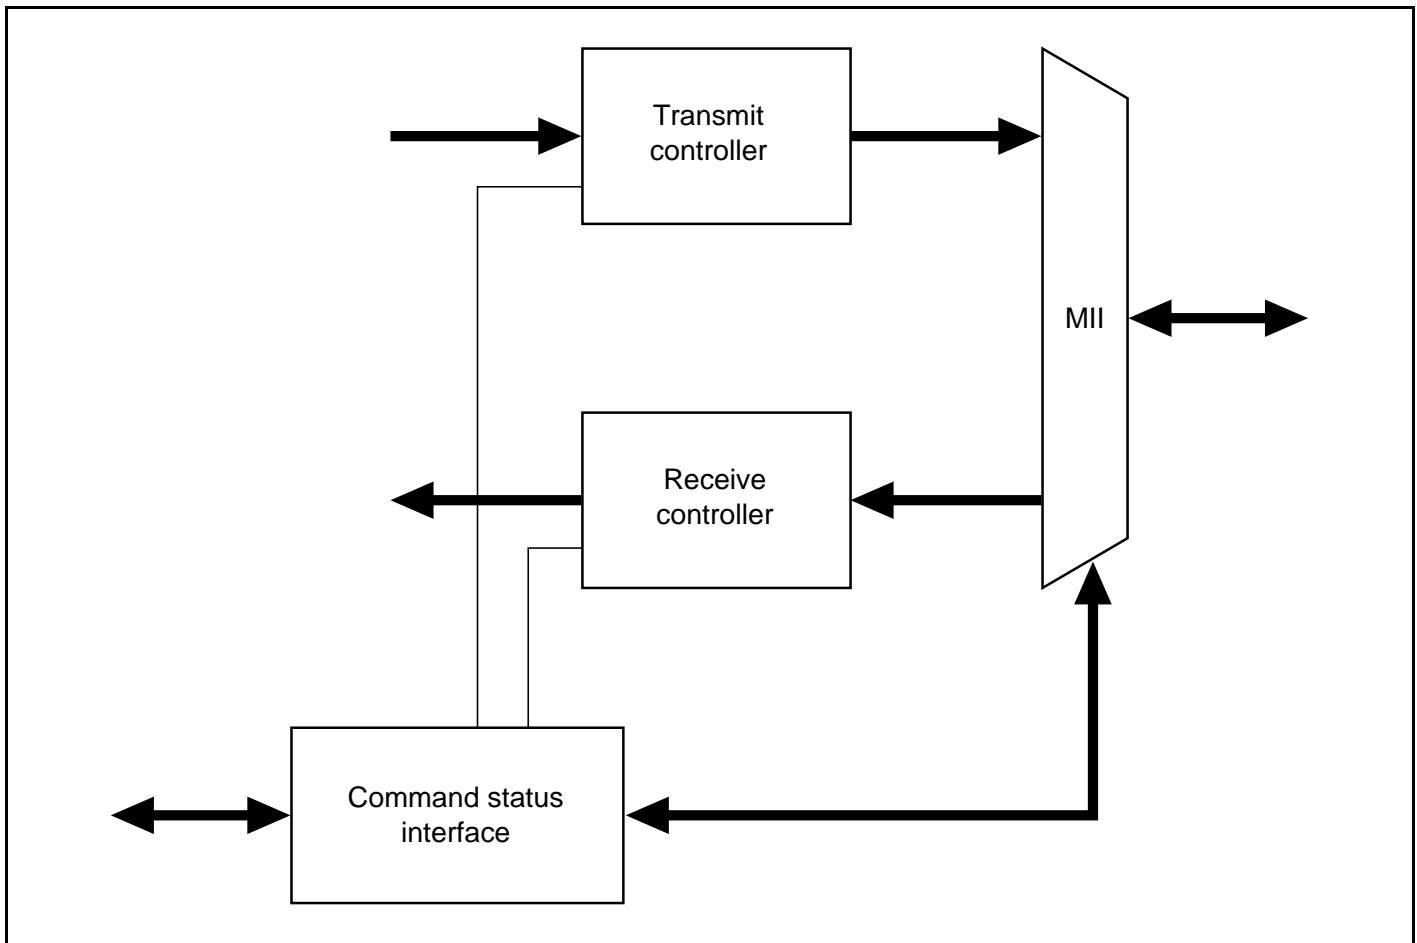 Transmit
controller
MII
Receive
controller
Command status
interface